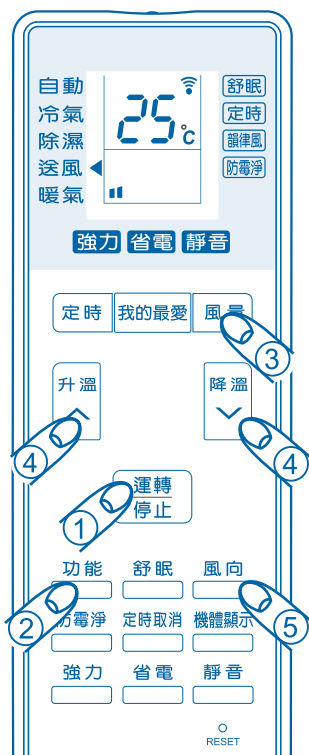 自動
冷氣
除濕
送風
暖氣
25℃
舒眠
定時
韻律風
防霉淨
強力 省電 靜音
定時 我的最愛 風量
3
升溫 降溫
4 4
運轉
停止
1
功能 舒眠 風向
2 5
防霉淨 定時取消 機體顯示
強力 省電 靜音
RESET